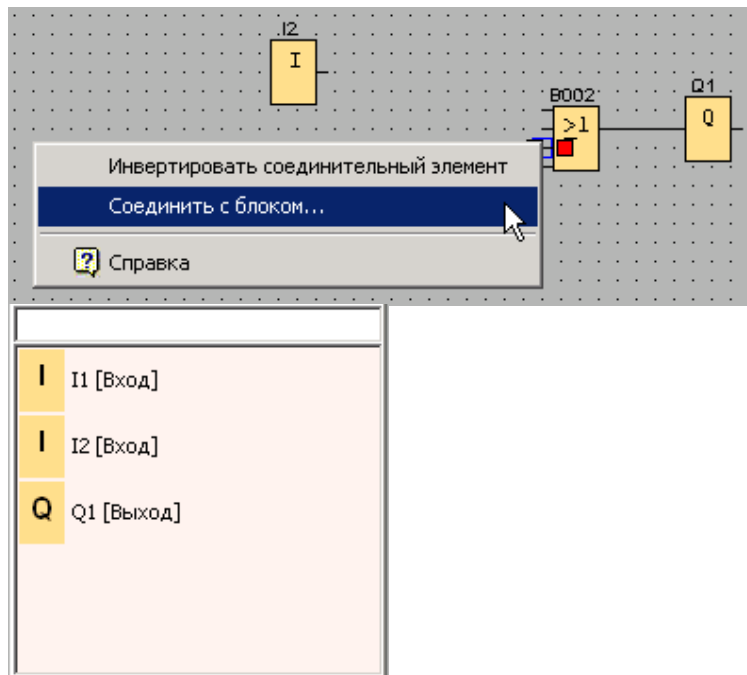 I2
I
B002
>1
Q1
Q
Инвертировать соединительный элемент
Соединить с блоком...
Справка
I I1 [Вход]
I I2 [Вход]
Q Q1 [Выход]